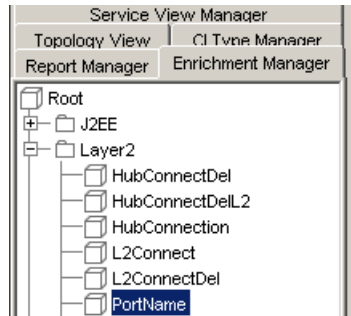 Service View Manager
Topology View CI Type Manager
Report Manager Enrichment Manager
Root
J2EE
Layer2
HubConnectDel
HubConnectDelL2
HubConnection
L2Connect
L2ConnectDel
PortName